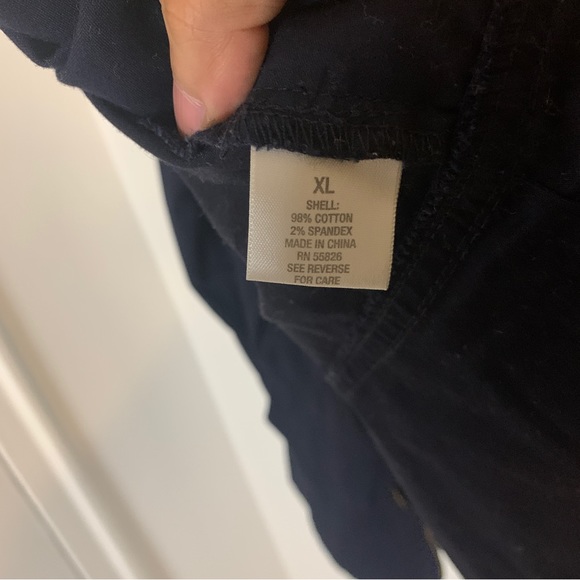 XL
SHELL:
98% COTTON
2% SPANDEX
MADE IN CHINA
RN 55826
SEE REVERSE
FOR CARE